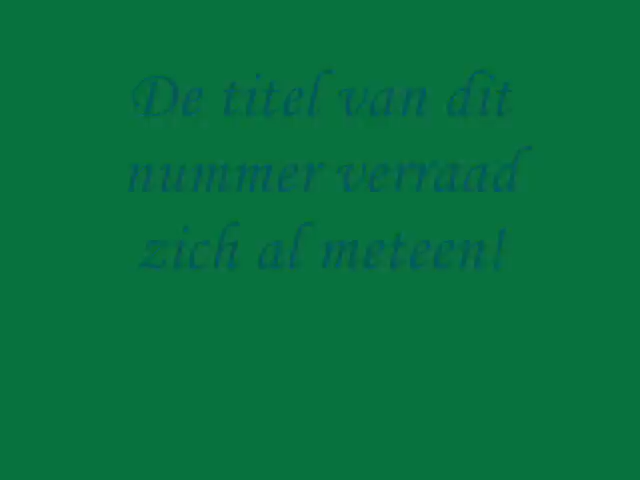 De titel van dit
nummer verraad
zich al meteen!